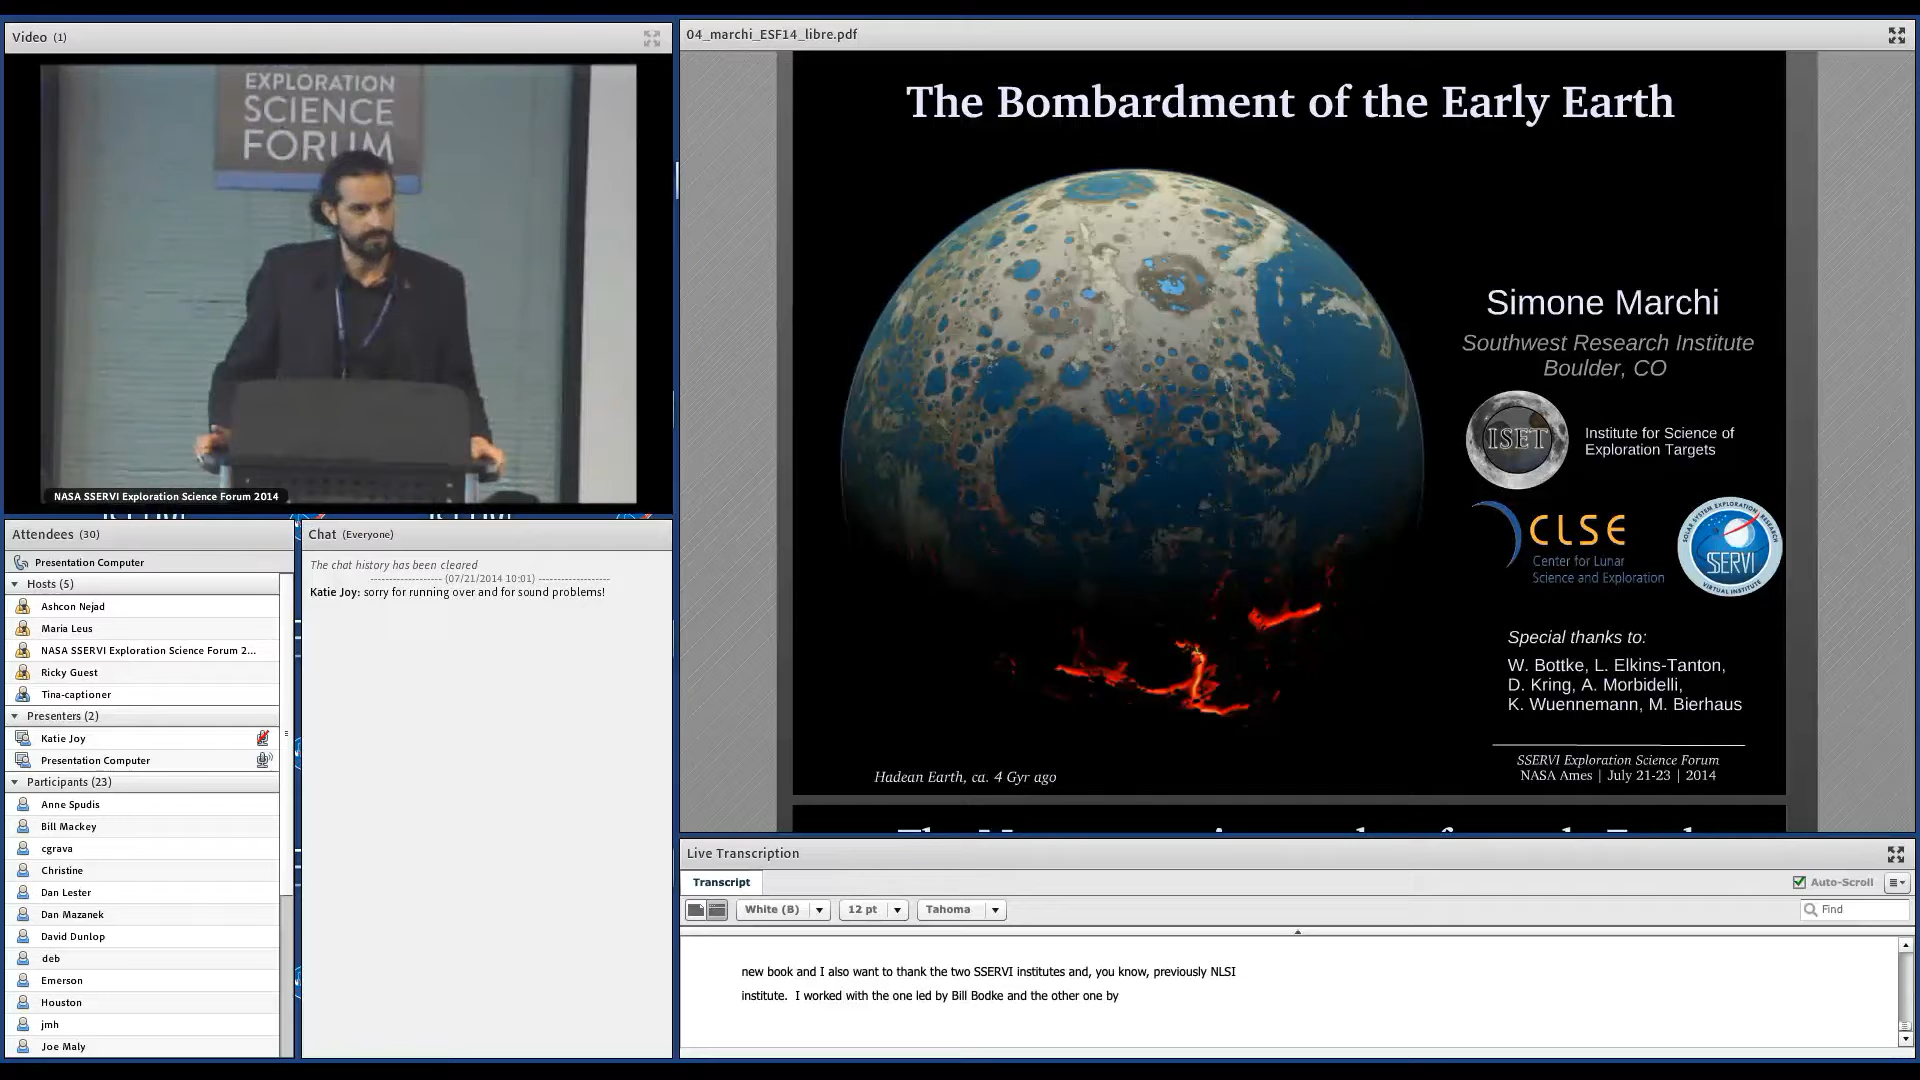 Video (1)
EXPLORATION
SCIENCE
FORUM
NASA SSERVI Exploration Science Forum 2014
Attendees (30)
Presentation Computer
Hosts (5)
Ashcon Nejad
Maria Leus
NASA SSERVI Exploration Science Forum 2...
Ricky Guest
Tina-captioner
Presenters (2)
Katie Joy
Presentation Computer
Participants (23)
Anne Spudis
Bill Mackey
cgrava
Christine
Dan Lester
Dan Mazanek
David Dunlop
deb
Emerson
Houston
jmh
Joe Maly
Chat (Everyone)
The chat history has been cleared
------------------- (07/21/2014 10:01) -------------------
Katie Joy: sorry for running over and for sound problems!
04_marchi_ESF14_libre.pdf
The Bombardment of the Early Earth
Simone Marchi
Southwest Research Institute
Boulder, CO
ISET
Institute for Science of
Exploration Targets
CLSE
Center for Lunar
Science and Exploration
SOLAR SYSTEM EXPLORATION RESEARCH
SSERVI
VIRTUAL INSTITUTE
Special thanks to:
W. Bottke, L. Elkins-Tanton,
D. Kring, A. Morbidelli,
K. Wuennemann, M. Bierhaus
SSERVI Exploration Science Forum
NASA Ames | July 21-23 | 2014
Hadean Earth, ca. 4 Gyr ago
Live Transcription
Transcript
Auto-Scroll
White (B)
12 pt
Tahoma
Find
new book and I also want to thank the two SSERVI institutes and, you know, previously NLSI
institute. I worked with the one led by Bill Bodke and the other one by